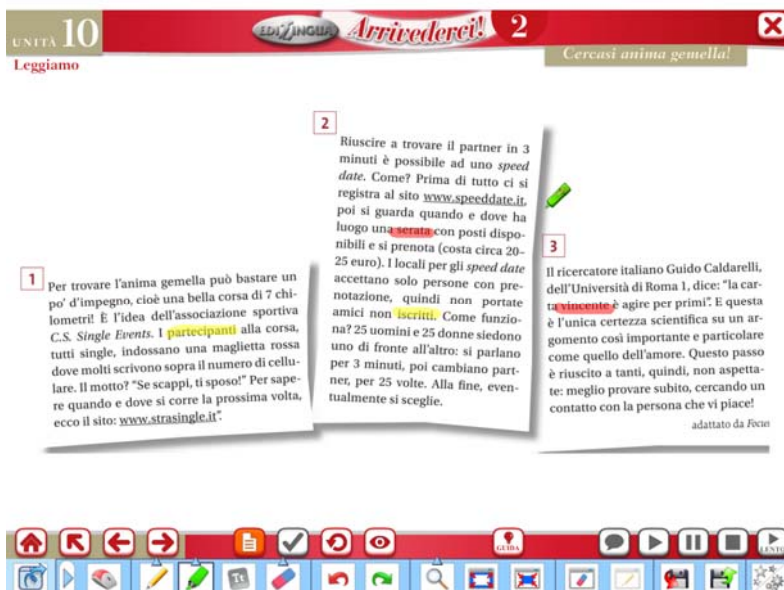 UNITÀ 10
EDIZINGUA Arrivederci! 2
Cercasi anima gemella!
Leggiamo
1
Per trovare l'anima gemella può bastare un
po' d'impegno, cioè una bella corsa di 7 chi-
lometri! È l'idea dell'associazione sportiva
C.S. Single Events. I partecipanti alla corsa,
tutti single, indossano una maglietta rossa
dove molti scrivono sopra il numero di cellu-
lare. Il motto? "Se scappi, ti sposo!" Per sape-
re quando e dove si corre la prossima volta,
ecco il sito: www.strasingle.it".
2
Riuscire a trovare il partner in 3
minuti è possibile ad uno speed
date. Come? Prima di tutto ci si
registra al sito www.speeddate.it,
poi si guarda quando e dove ha
luogo una serata con posti dispo-
nibili e si prenota (costa circa 20-
25 euro). I locali per gli speed date
accettano solo persone con pre-
notazione, quindi non portate
amici non iscritti. Come funzio-
na? 25 uomini e 25 donne siedono
uno di fronte all'altro: si parlano
per 3 minuti, poi cambiano part-
ner, per 25 volte. Alla fine, even-
tualmente si sceglie.
3
Il ricercatore italiano Guido Caldarelli,
dell'Università di Roma 1, dice: "la car-
ta vincente è agire per primi". E questa
è l'unica certezza scientifica su un ar-
gomento così importante e particolare
come quello dell'amore. Questo passo
è riuscito a tanti, quindi, non aspetta-
te: meglio provare subito, cercando un
contatto con la persona che vi piace!
adattato da Focus
GUIDA
LENTO
Tt